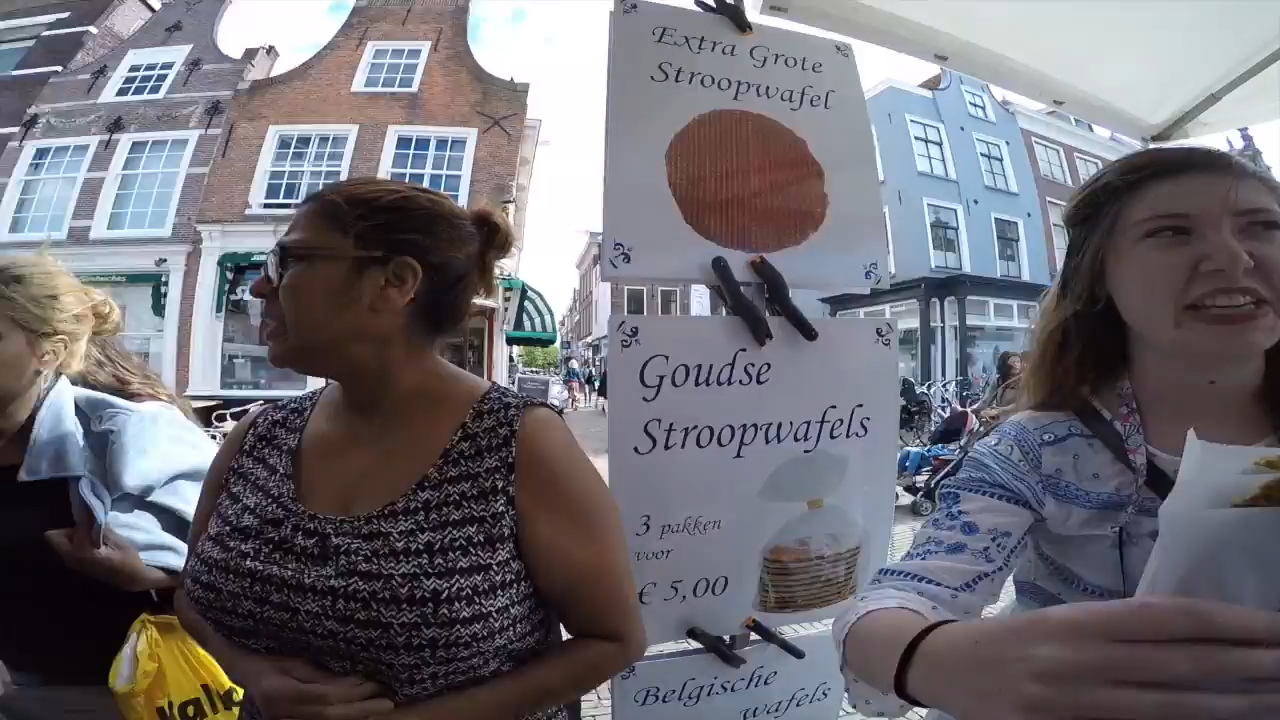 Extra Grote
Stroopwafel
Goudse
Stroopwafels
3 pakken
voor
€ 5,00
Belgische
wafels